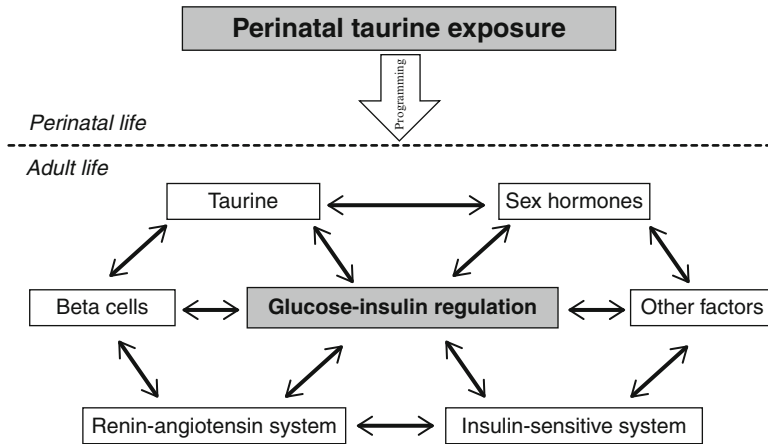 Perinatal taurine exposure
Programming
Perinatal life
Adult life
Taurine
Sex hormones
Beta cells
Glucose-insulin regulation
Other factors
Renin-angiotensin system
Insulin-sensitive system